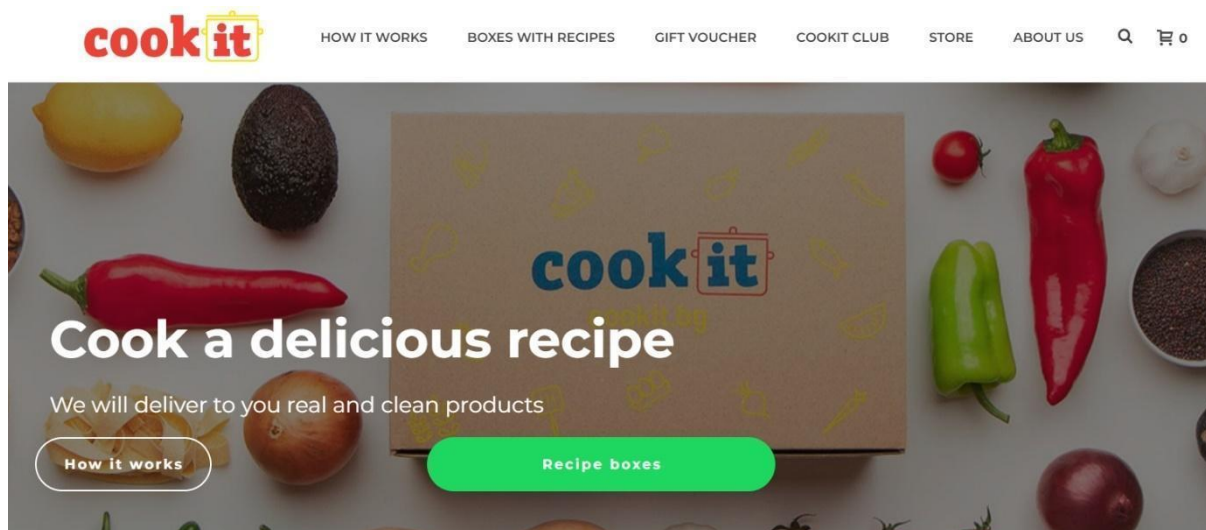 cook it
HOW IT WORKS
BOXES WITH RECIPES
GIFT VOUCHER
COOKIT CLUB
STORE
ABOUT US
0
cook it
cookit.bg
Cook a delicious recipe
We will deliver to you real and clean products
How it works
Recipe boxes